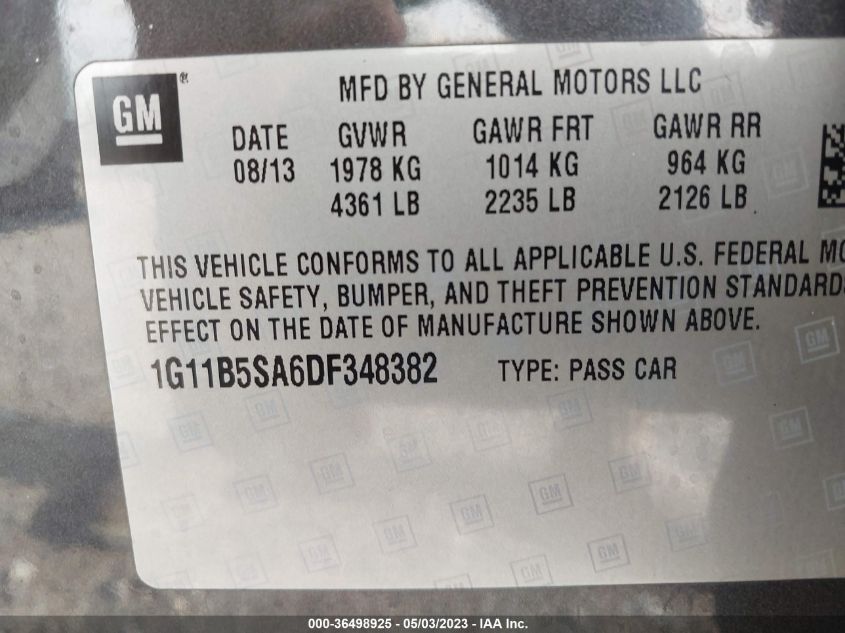 GM®
MFD BY GENERAL MOTORS LLC
DATE GVWR GAWR FRT GAWR RR
08/13 1978 KG 1014 KG 964 KG
4361 LB 2235 LB 2126 LB
THIS VEHICLE CONFORMS TO ALL APPLICABLE U.S. FEDERAL MO
VEHICLE SAFETY, BUMPER, AND THEFT PREVENTION STANDARD
EFFECT ON THE DATE OF MANUFACTURE SHOWN ABOVE.
1G11B5SA6DF348382 TYPE: PASS CAR
000-36498925 - 05/03/2023 - IAAI Inc.